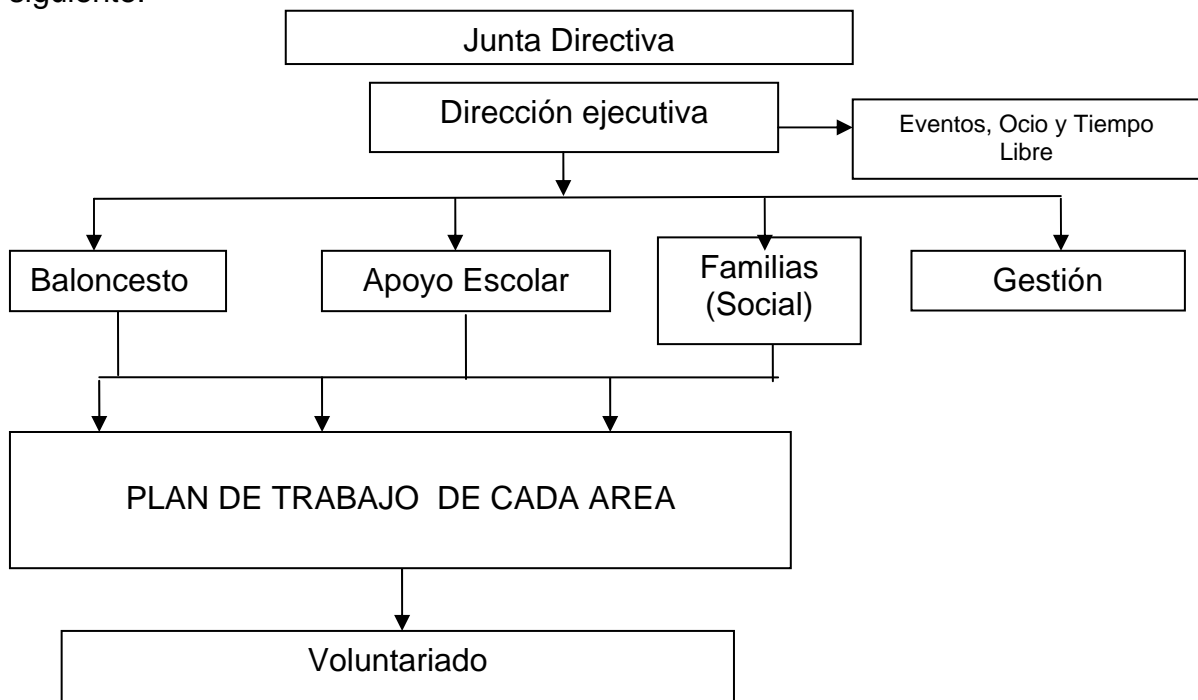 siguiente:
Junta Directiva
Dirección ejecutiva
Eventos, Ocio y Tiempo
Libre
Baloncesto
Apoyo Escolar
Familias
(Social)
Gestión
PLAN DE TRABAJO DE CADA AREA
Voluntariado